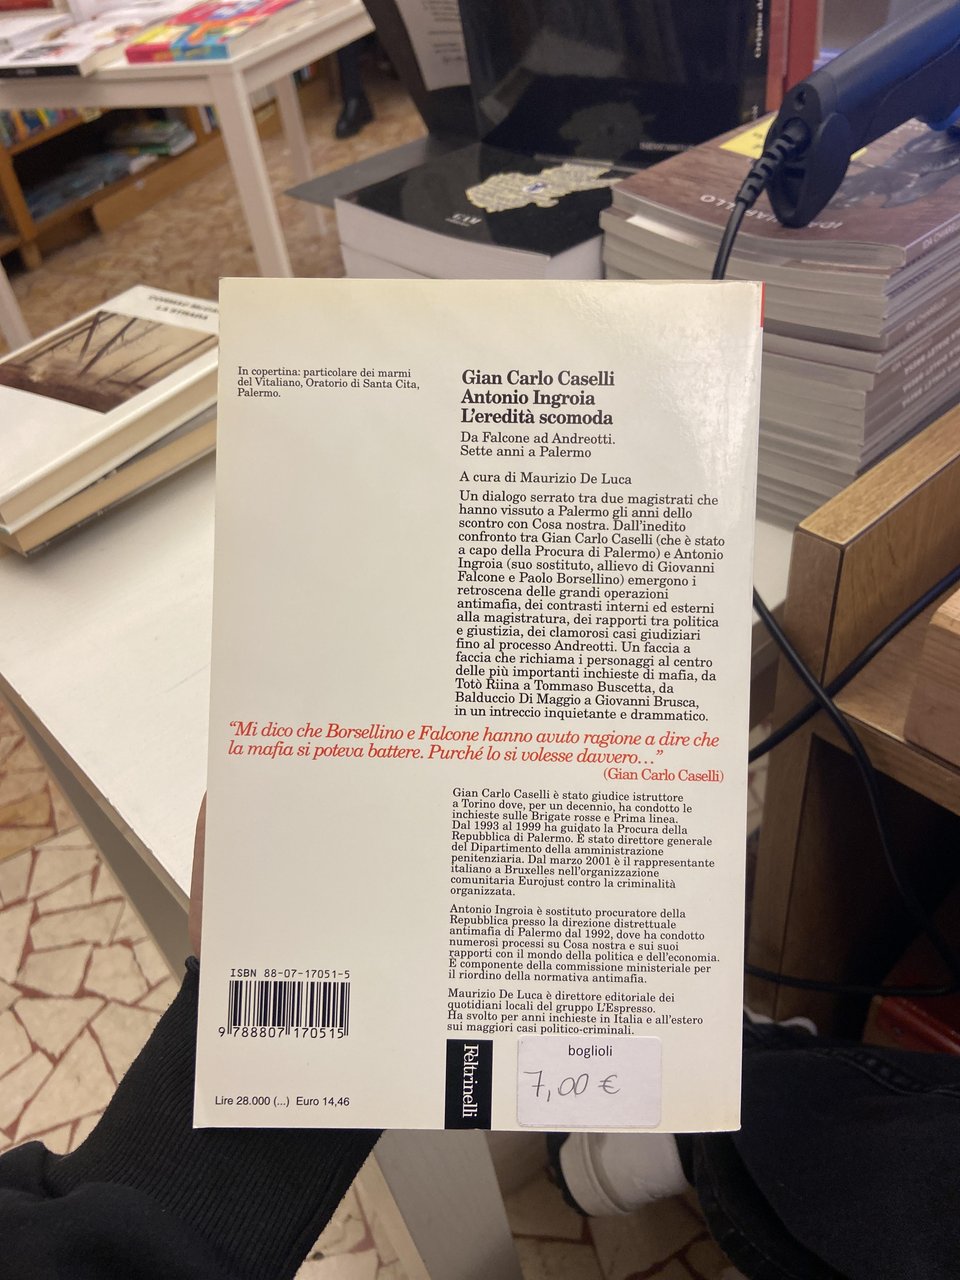 In copertina: particolare dei marmi
del Vitaliano, Oratorio di Santa Cita,
Palermo.
Gian Carlo Caselli
Antonio Ingroia
L'eredità scomoda
Da Falcone ad Andreotti.
Sette anni a Palermo
A cura di Maurizio De Luca
Un dialogo serrato tra due magistrati che
hanno vissuto a Palermo gli anni dello
scontro con Cosa nostra. Dall'inedito
confronto tra Gian Carlo Caselli (che è stato
a capo della Procura di Palermo) e Antonio
Ingroia (suo sostituto, allievo di Giovanni
Falcone e Paolo Borsellino) emergono i
retroscena delle grandi operazioni
antimafia, dei contrasti interni ed esterni
alla magistratura, dei rapporti tra politica
e giustizia, dei clamorosi casi giudiziari
fino al processo Andreotti. Un faccia a
faccia che richiama i personaggi al centro
delle più importanti inchieste di mafia, da
Totò Riina a Tommaso Buscetta, da
Balduccio Di Maggio a Giovanni Brusca,
in un intreccio inquietante e drammatico.
“Mi dico che Borsellino e Falcone hanno avuto ragione a dire che
la mafia si poteva battere. Purché lo si volesse davvero…”
(Gian Carlo Caselli)
Gian Carlo Caselli è stato giudice istruttore
a Torino dove, per un decennio, ha condotto le
inchieste sulle Brigate rosse e Prima linea.
Dal 1993 al 1999 ha guidato la Procura della
Repubblica di Palermo. È stato direttore generale
del Dipartimento della amministrazione
penitenziaria. Dal marzo 2001 è il rappresentante
italiano a Bruxelles nell'organizzazione
comunitaria Eurojust contro la criminalità
organizzata.
Antonio Ingroia è sostituto procuratore della
Repubblica presso la direzione distrettuale
antimafia di Palermo dal 1992, dove ha condotto
numerosi processi su Cosa nostra e sui suoi
rapporti con il mondo della politica e dell'economia.
È componente della commissione ministeriale per
il riordino della normativa antimafia.
Maurizio De Luca è direttore editoriale dei
quotidiani locali del gruppo L'Espresso.
Ha svolto per anni inchieste in Italia e all'estero
sui maggiori casi politico-criminali.
ISBN 88-07-17051-5
9 788807 170515
Lire 28.000 (...) Euro 14,46
Feltrinelli
boglioli
7,00 €
LA STRADA
IDA